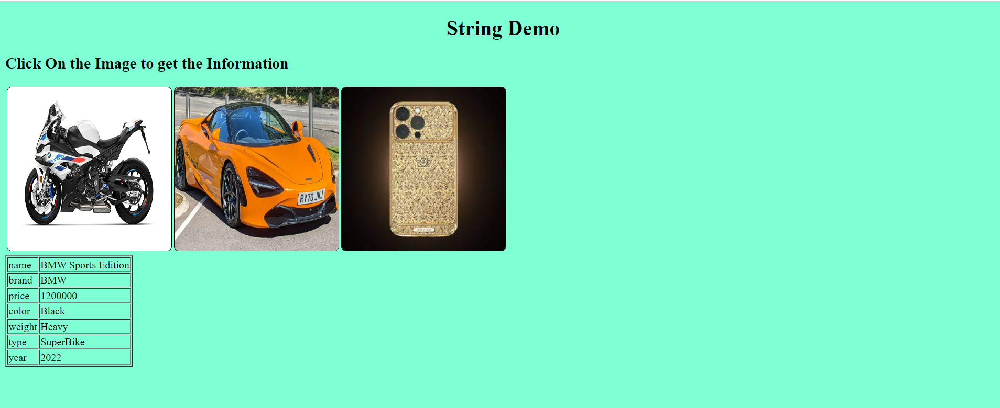 String Demo
Click On the Image to get the Information
RV70 JWJ
CAVIAR
name BMW Sports Edition
brand BMW
price 1200000
color Black
weight Heavy
type SuperBike
year 2022